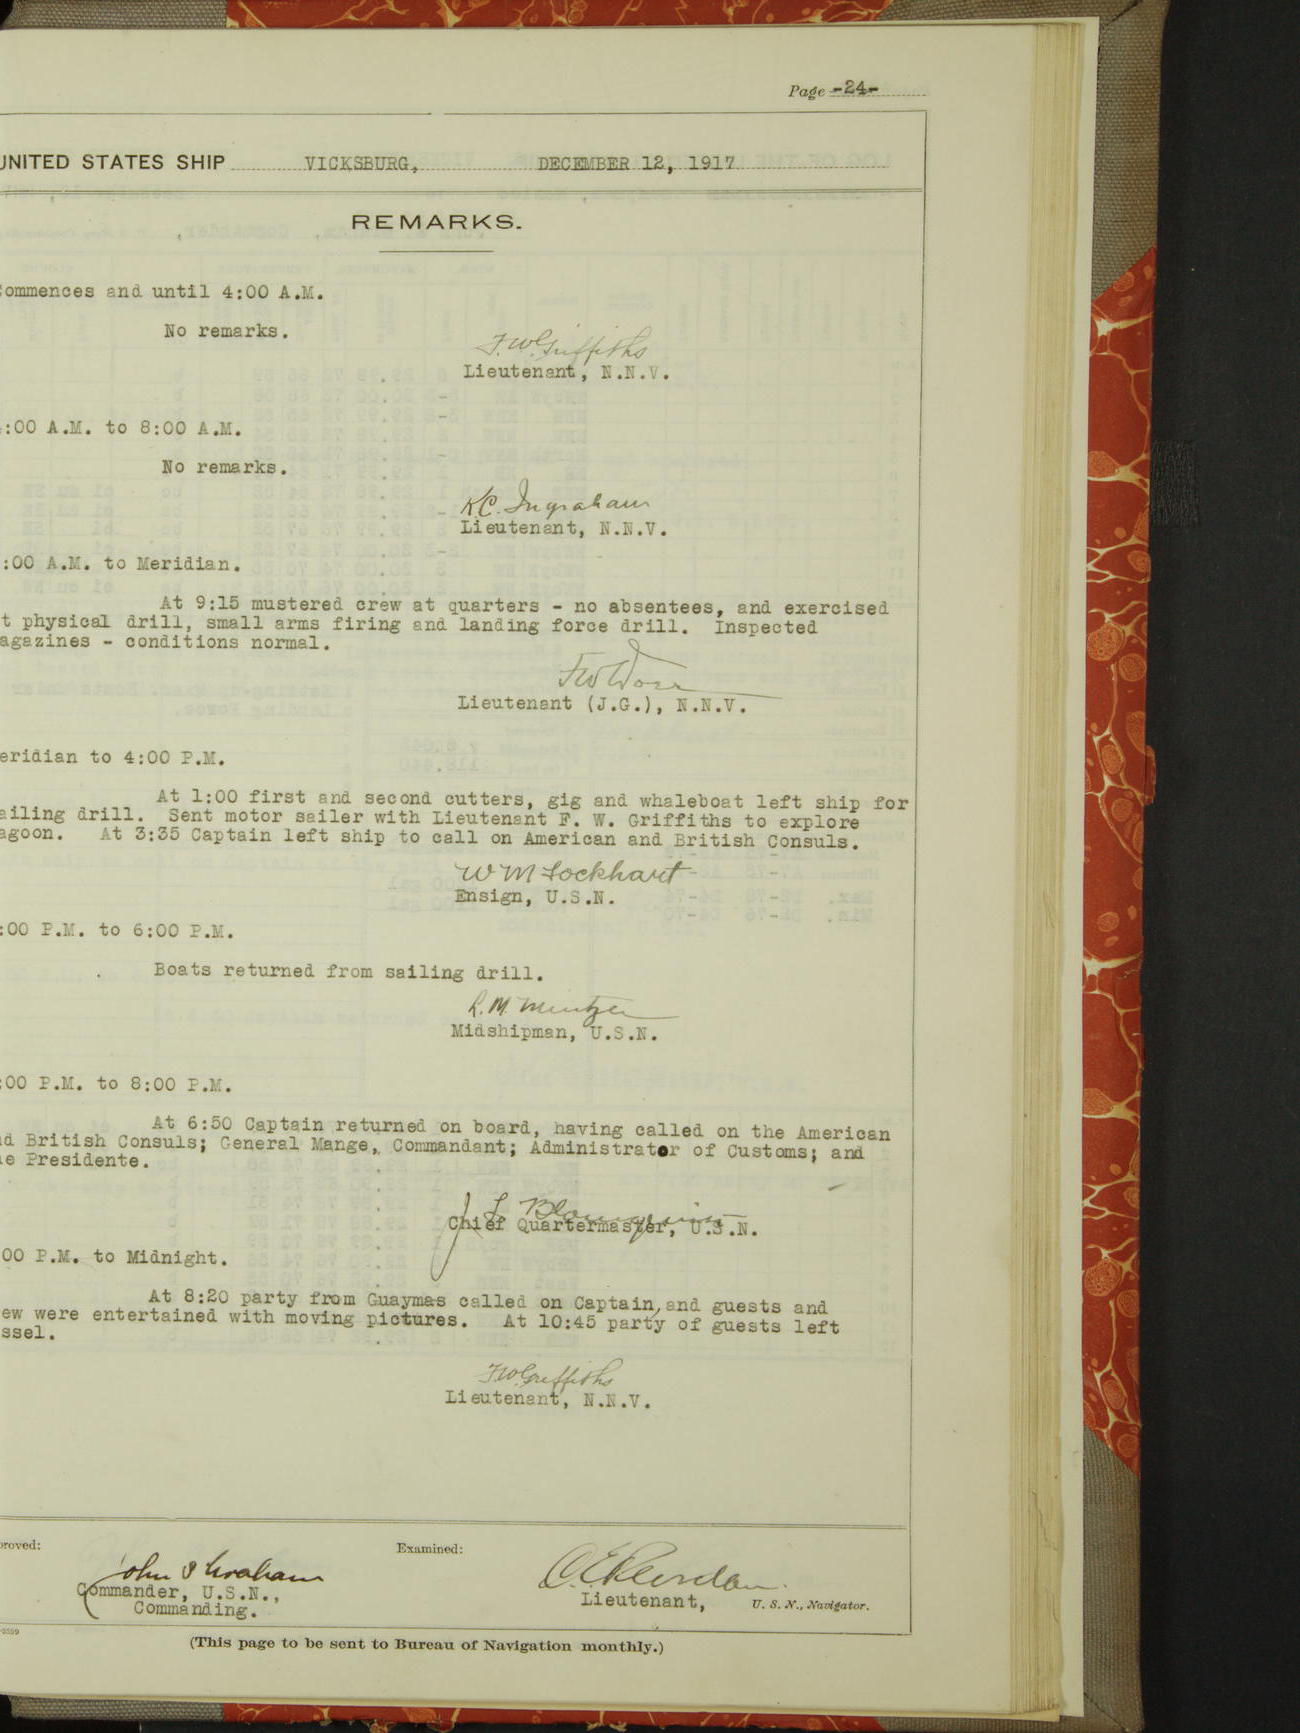 Page -24-
UNITED STATES SHIP VICKSBURG, DECEMBER 12, 1917
REMARKS.
Commences and until 4:00 A.M.
No remarks.
F.W. Griffiths
Lieutenant, N.N.V.
:00 A.M. to 8:00 A.M.
No remarks.
K.C. Ingraham
Lieutenant, N.N.V.
:00 A.M. to Meridian.
At 9:15 mustered crew at quarters - no absentees, and exercised
t physical drill, small arms firing and landing force drill. Inspected
agazines - conditions normal.
Lieutenant (J.G.), N.N.V.
eridian to 4:00 P.M.
At 1:00 first and second cutters, gig and whaleboat left ship for
ailing drill. Sent motor sailer with Lieutenant F. W. Griffiths to explore
agoon. At 3:35 Captain left ship to call on American and British Consuls.
W M Lockhart
Ensign, U.S.N.
:00 P.M. to 6:00 P.M.
Boats returned from sailing drill.
R.M. Mintzer
Midshipman, U.S.N.
:00 P.M. to 8:00 P.M.
At 6:50 Captain returned on board, having called on the American
nd British Consuls; General Mange, Commandant; Administrator of Customs; and
he Presidente.
Chief Quartermaster, U.S.N.
00 P.M. to Midnight.
At 8:20 party from Guaymas called on Captain, and guests and
ew were entertained with moving pictures. At 10:45 party of guests left
ssel.
F.W. Griffiths
Lieutenant, N.N.V.
proved:
Examined:
John S Graham
Commander, U.S.N.,
Commanding.
Lieutenant, U. S. N., Navigator.
(This page to be sent to Bureau of Navigation monthly.)